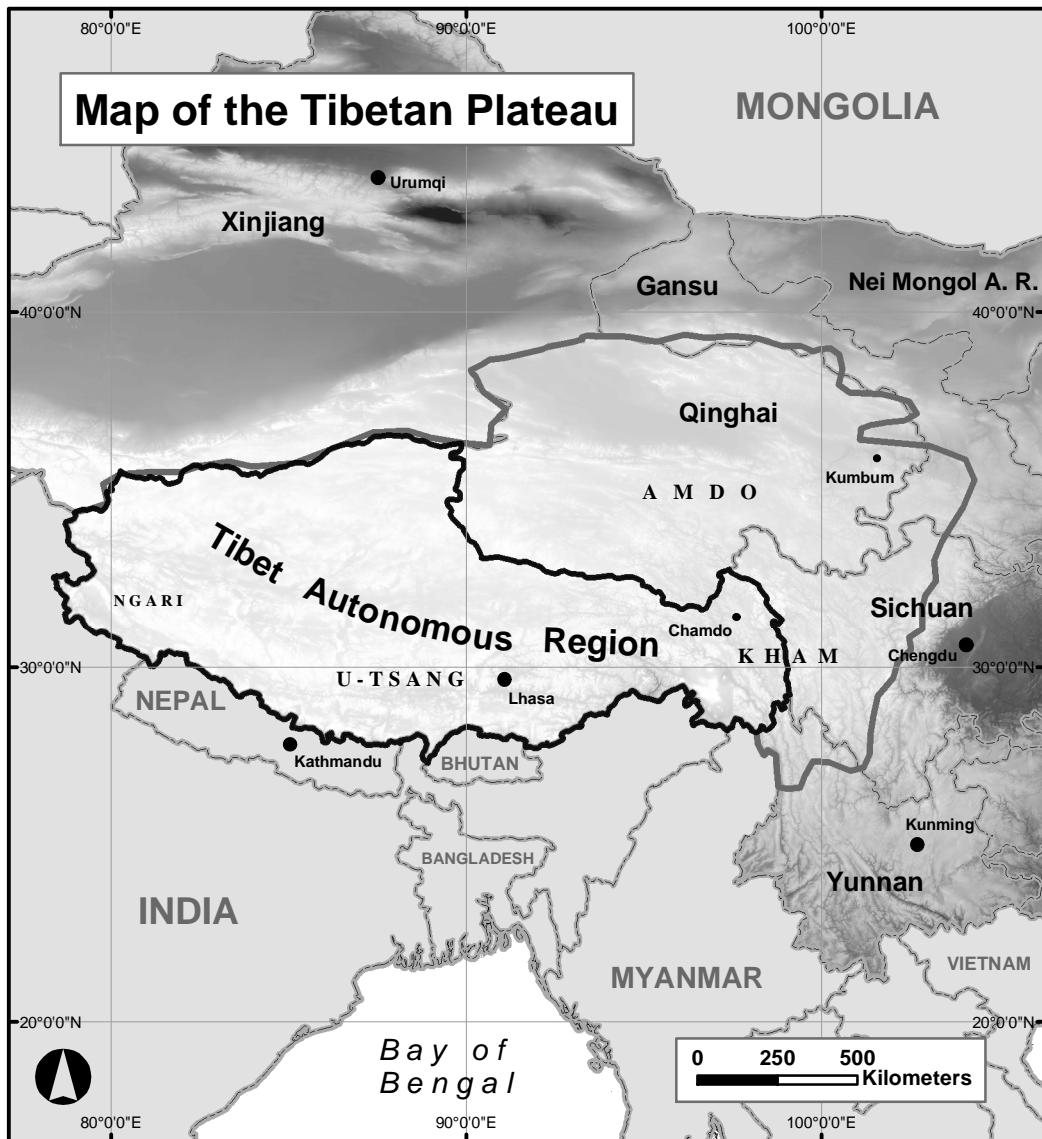 80°0'0"E
90°0'0"E
100°0'0"E
Map of the Tibetan Plateau
MONGOLIA
Urumqi
Xinjiang
Gansu
Nei Mongol A. R.
40°0'0"N
40°0'0"N
Qinghai
Kumbum
A M D O
Tibet Autonomous Region
NGARI
Sichuan
Chamdo
K H A M
Chengdu
30°0'0"N
30°0'0"N
U-TSANG
Lhasa
NEPAL
Kathmandu
BHUTAN
Kunming
BANGLADESH
Yunnan
INDIA
MYANMAR
VIETNAM
20°0'0"N
20°0'0"N
Bay of
Bengal
0 250 500
Kilometers
80°0'0"E
90°0'0"E
100°0'0"E